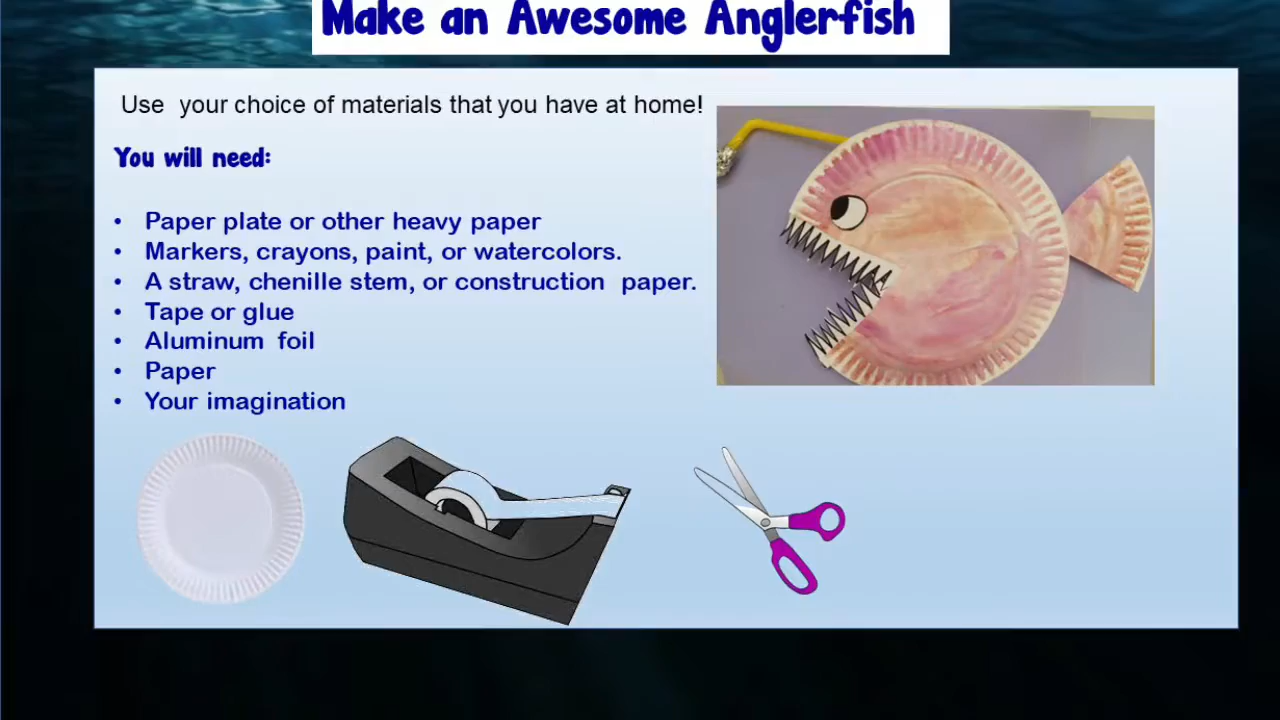 Make an Awesome Anglerfish
Use your choice of materials that you have at home!
You will need:
• Paper plate or other heavy paper
• Markers, crayons, paint, or watercolors.
• A straw, chenille stem, or construction paper.
• Tape or glue
• Aluminum foil
• Paper
• Your imagination